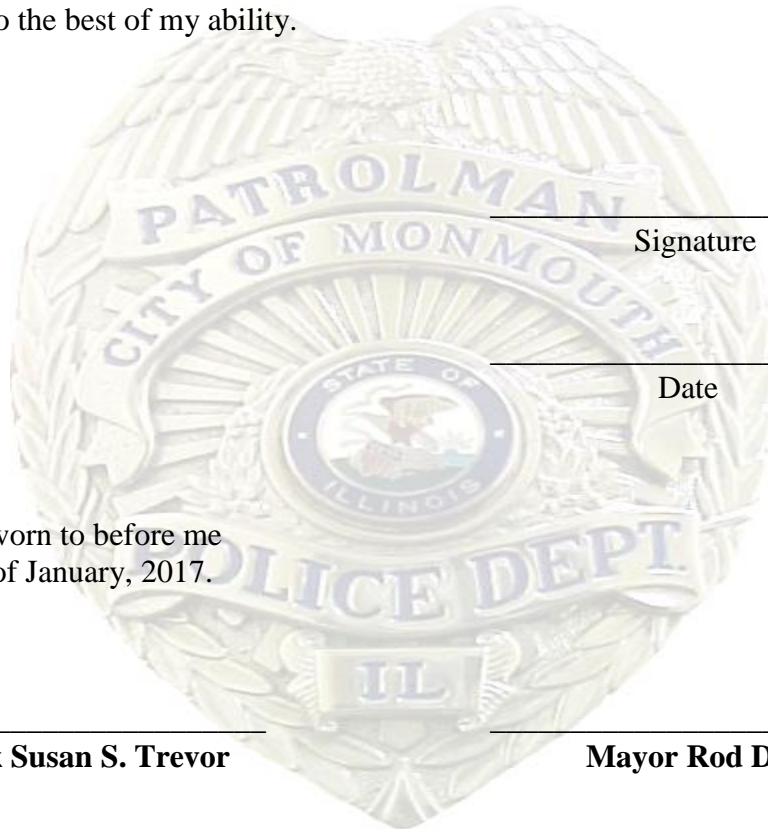 o the best of my ability.
PATROLMAN
CITY OF MONMOUTH
Signature
Date
STATE OF
ILLINOIS
vorn to before me
of January, 2017.
POLICE DEPT.
IL
Susan S. Trevor
Mayor Rod D